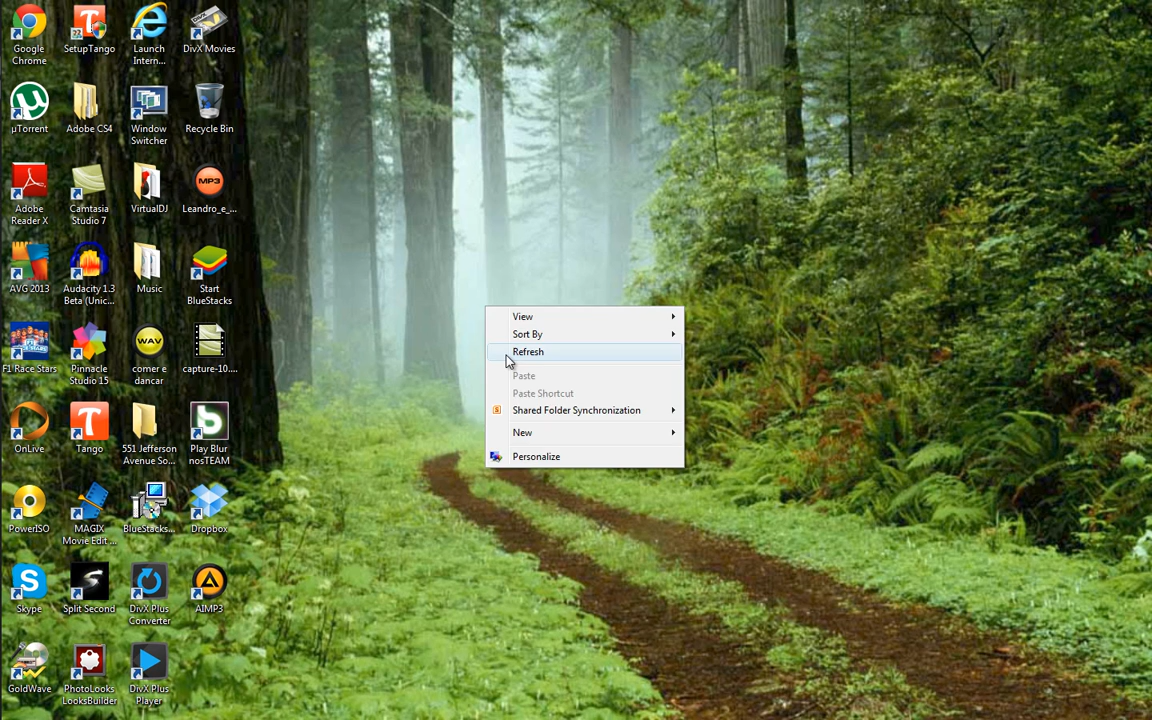 Google
Chrome
SetupTango
Launch
Intern...
DivX Movies
µTorrent
Adobe CS4
Window
Switcher
Recycle Bin
Adobe
Reader X
Camtasia
Studio 7
VirtualDJ
MP3
Leandro_e_...
AVG 2013
Audacity 1.3
Beta (Unic...
Music
Start
BlueStacks
F1 Race Stars
Pinnacle
Studio 15
WAV
comer e
dancar
capture-10....
OnLive
Tango
551 Jefferson
Avenue So...
Play Blur
nosTEAM
PowerISO
MAGIX
Movie Edit ...
BlueStacks...
Dropbox
Skype
Split Second
DivX Plus
Converter
AIMP3
GoldWave
PhotoLooks
LooksBuilder
DivX Plus
Player
View
Sort By
Refresh
Paste
Paste Shortcut
Shared Folder Synchronization
New
Personalize